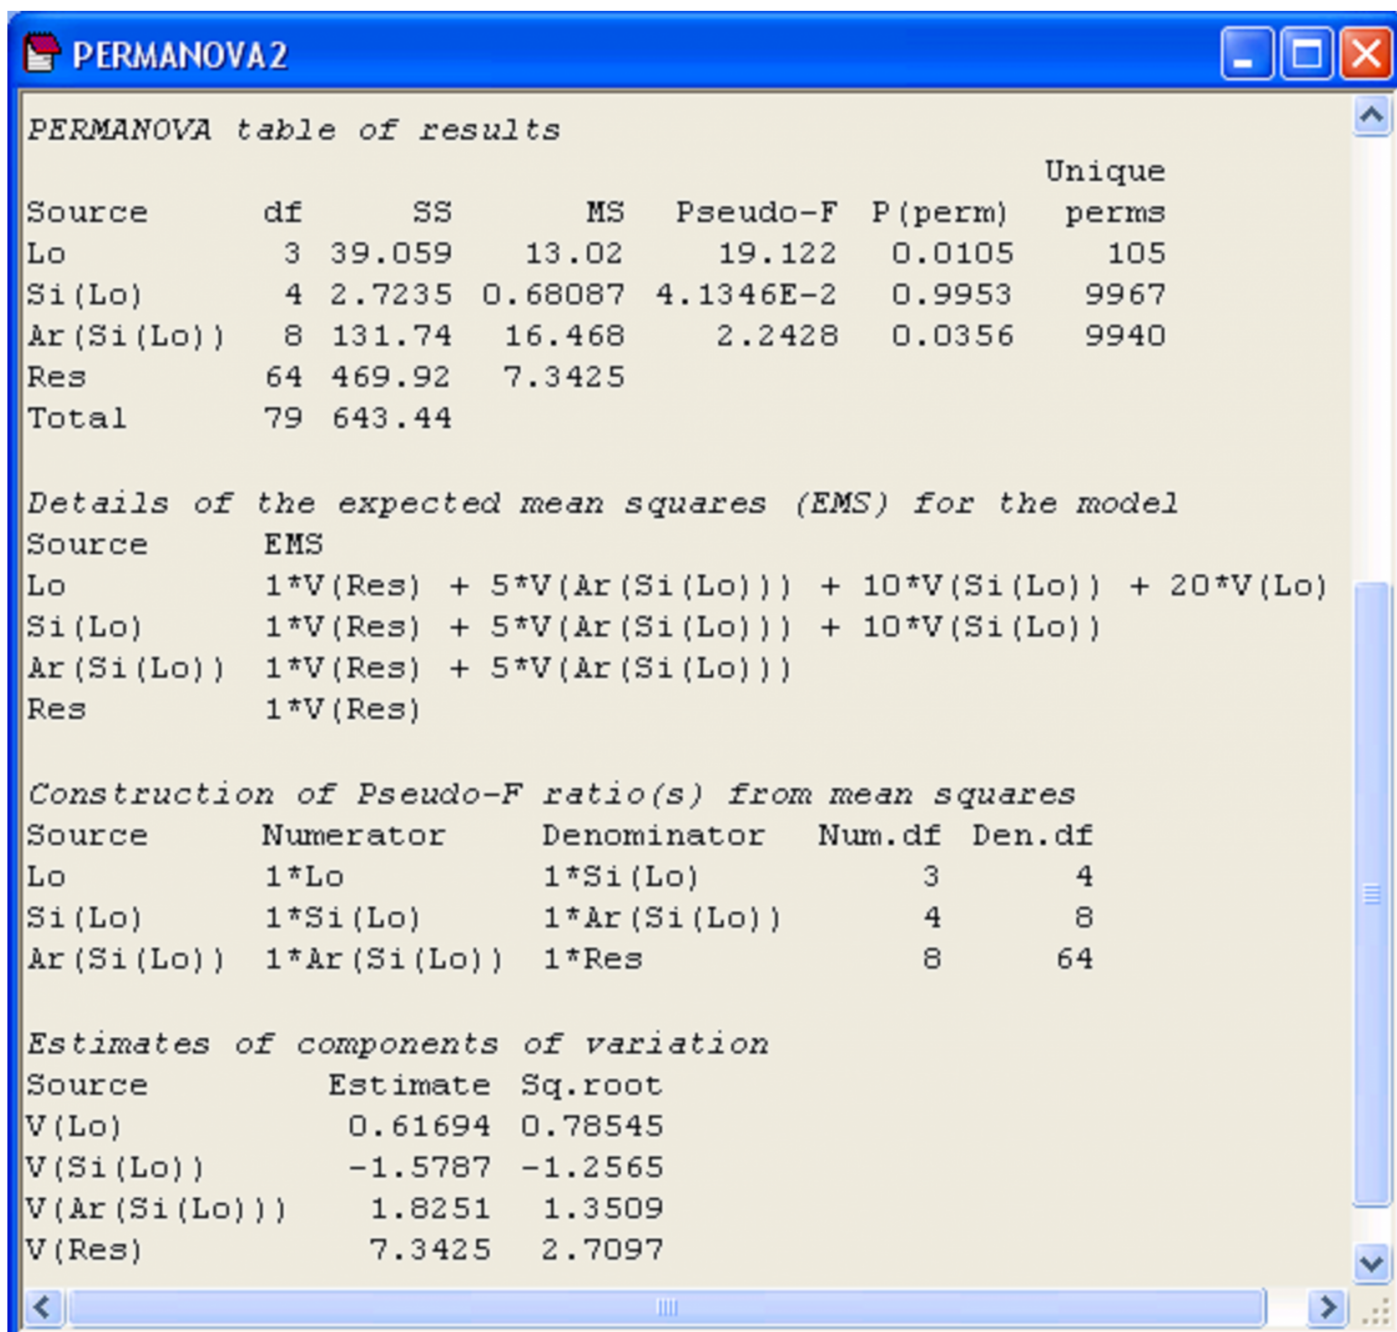 PERMANOVA2
PERMANOVA table of results
Unique
Source df SS MS Pseudo-F P(perm) perms
Lo 3 39.059 13.02 19.122 0.0105 105
Si(Lo) 4 2.7235 0.68087 4.1346E-2 0.9953 9967
Ar(Si(Lo)) 8 131.74 16.468 2.2428 0.0356 9940
Res 64 469.92 7.3425
Total 79 643.44
Details of the expected mean squares (EMS) for the model
Source EMS
Lo 1*V(Res) + 5*V(Ar(Si(Lo))) + 10*V(Si(Lo)) + 20*V(Lo)
Si(Lo) 1*V(Res) + 5*V(Ar(Si(Lo))) + 10*V(Si(Lo))
Ar(Si(Lo)) 1*V(Res) + 5*V(Ar(Si(Lo)))
Res 1*V(Res)
Construction of Pseudo-F ratio(s) from mean squares
Source Numerator Denominator Num.df Den.df
Lo 1*Lo 1*Si(Lo) 3 4
Si(Lo) 1*Si(Lo) 1*Ar(Si(Lo)) 4 8
Ar(Si(Lo)) 1*Ar(Si(Lo)) 1*Res 8 64
Estimates of components of variation
Source Estimate Sq.root
V(Lo) 0.61694 0.78545
V(Si(Lo)) -1.5787 -1.2565
V(Ar(Si(Lo))) 1.8251 1.3509
V(Res) 7.3425 2.7097